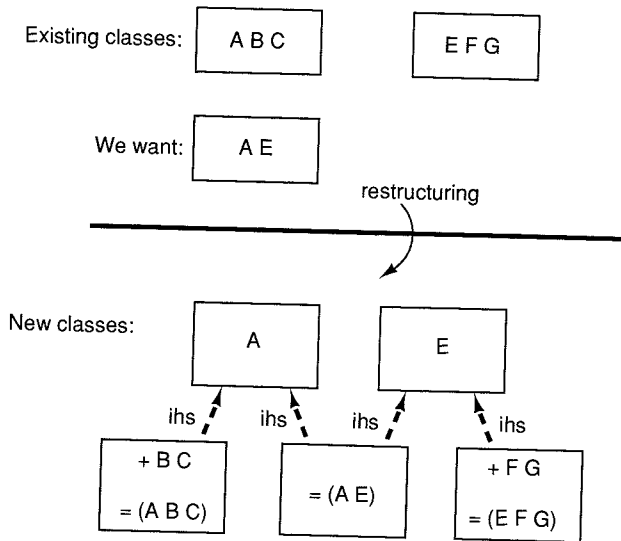 Existing classes:
A B C
E F G
We want:
A E
restructuring
New classes:
A
E
ihs
ihs
ihs
ihs
+ B C
= (A B C)
= (A E)
+ F G
= (E F G)